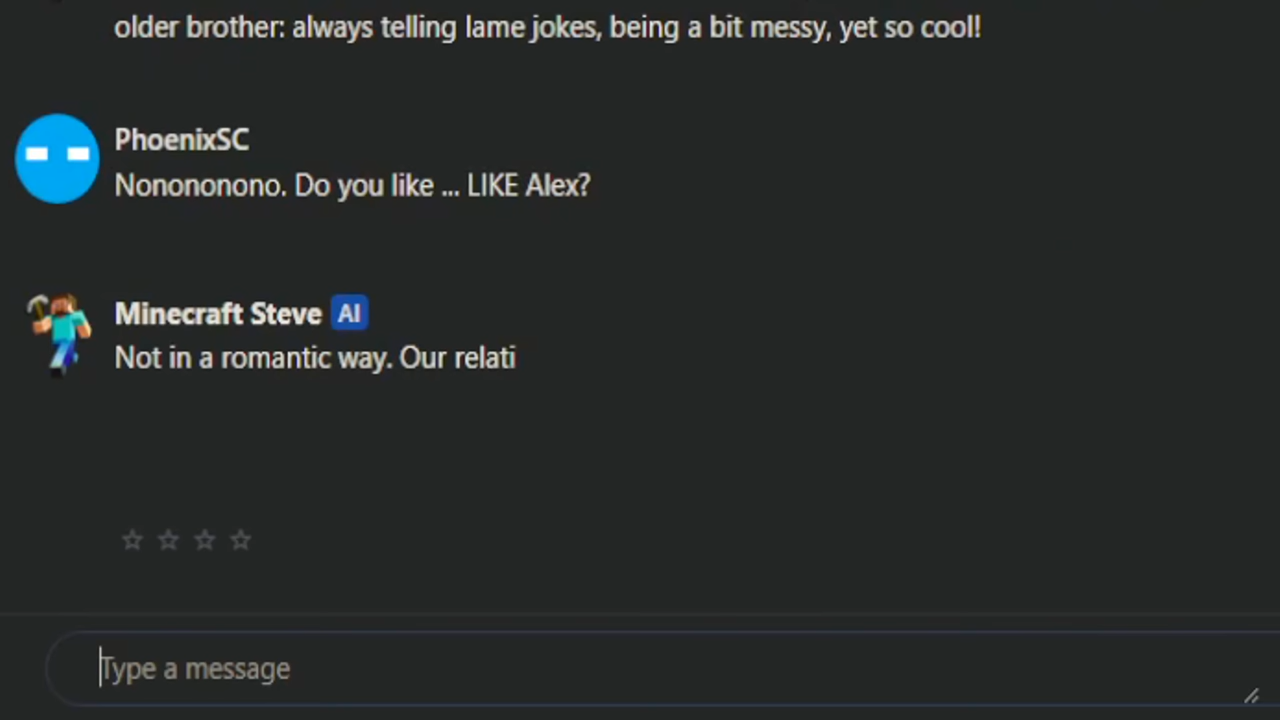 older brother: always telling lame jokes, being a bit messy, yet so cool!
PhoenixSC
Nonononono. Do you like ... LIKE Alex?
Minecraft Steve AI
Not in a romantic way. Our relati
Type a message